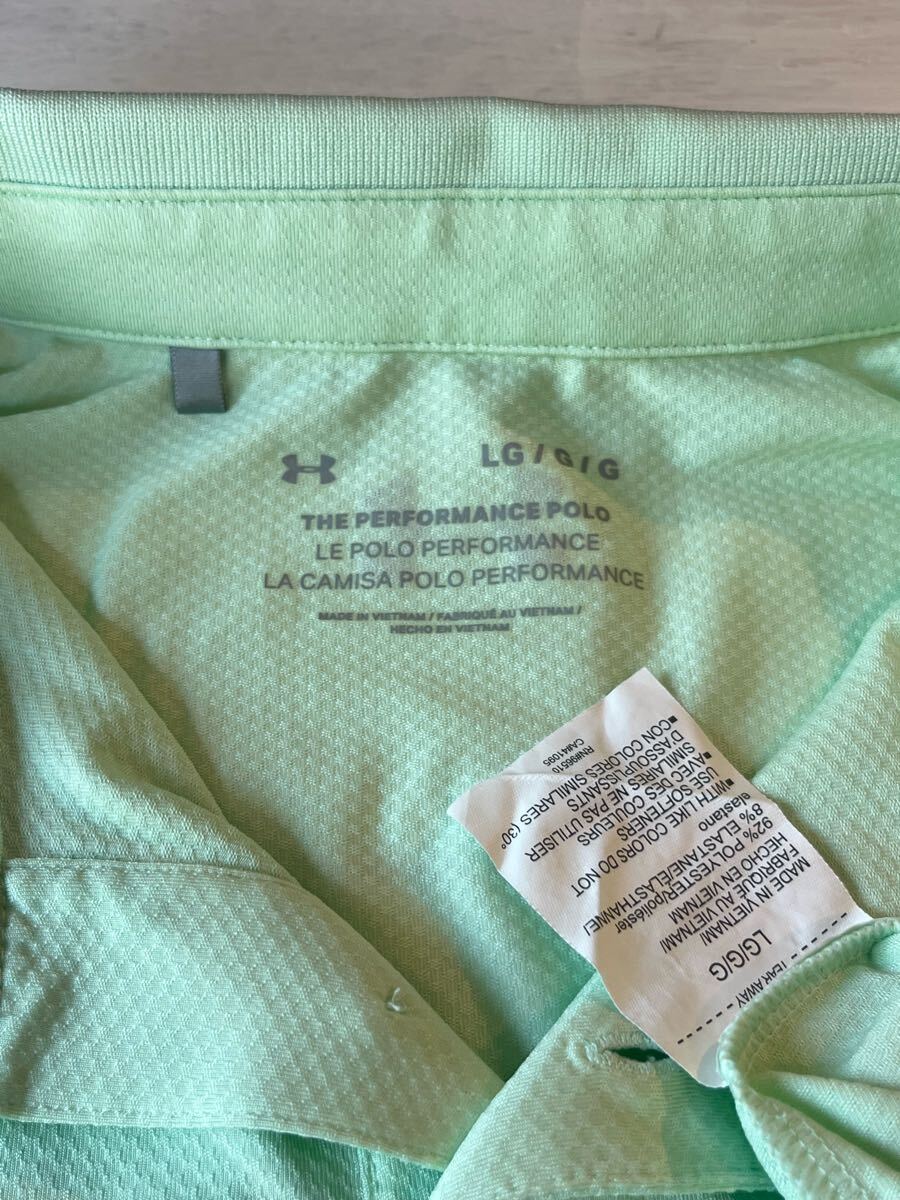 LG / G / G
THE PERFORMANCE POLO
LE POLO PERFORMANCE
LA CAMISA POLO PERFORMANCE
MADE IN VIETNAM / FABRIQUÉ AU VIETNAM /
HECHO EN VIETNAM
TEAR AWAY
LG/G/G
MADE IN VIETNAM/
FABRIQUE AU VIETNAM/
HECHO EN VIETNAM
92% POLYESTER/poliéster
8% ELASTANE/ELASTHANNE/
elastano
▪WITH LIKE COLORS DO NOT
USE SOFTENERS
▪AVEC DES COULEURS
SIMILAIRES NE PAS UTILISER
D'ASSOUPLISSANTS
▪CON COLORES SIMILARES (30°
RN#96510
CA#41095